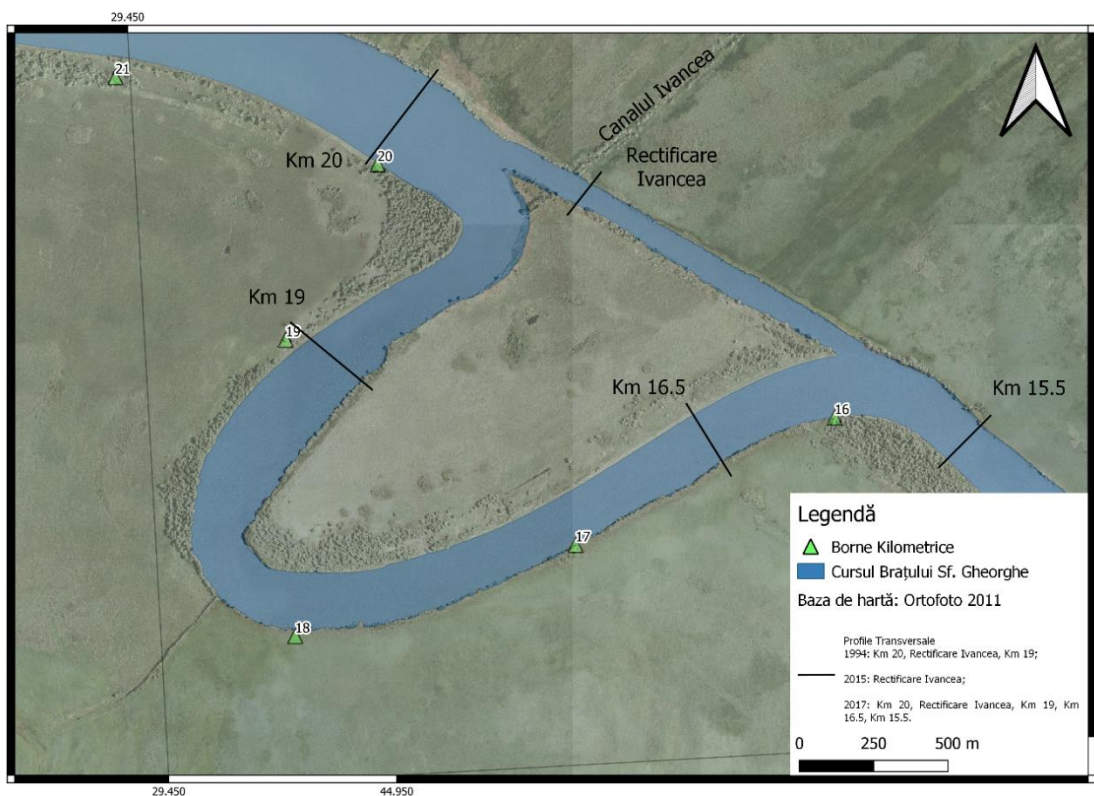 29.450
21
Km 20
20
Canalul Ivancea
Rectificare
Ivancea
Km 19
19
Km 16.5
16
Km 15.5
17
18
Legendă
Borne Kilometrice
Cursul Brațului Sf. Gheorghe
Baza de hartă: Ortofoto 2011
Profile Transversale
1994: Km 20, Rectificare Ivancea, Km 19;
2015: Rectificare Ivancea;
2017: Km 20, Rectificare Ivancea, Km 19, Km
16.5, Km 15.5.
0 250 500 m
29.450
44.950